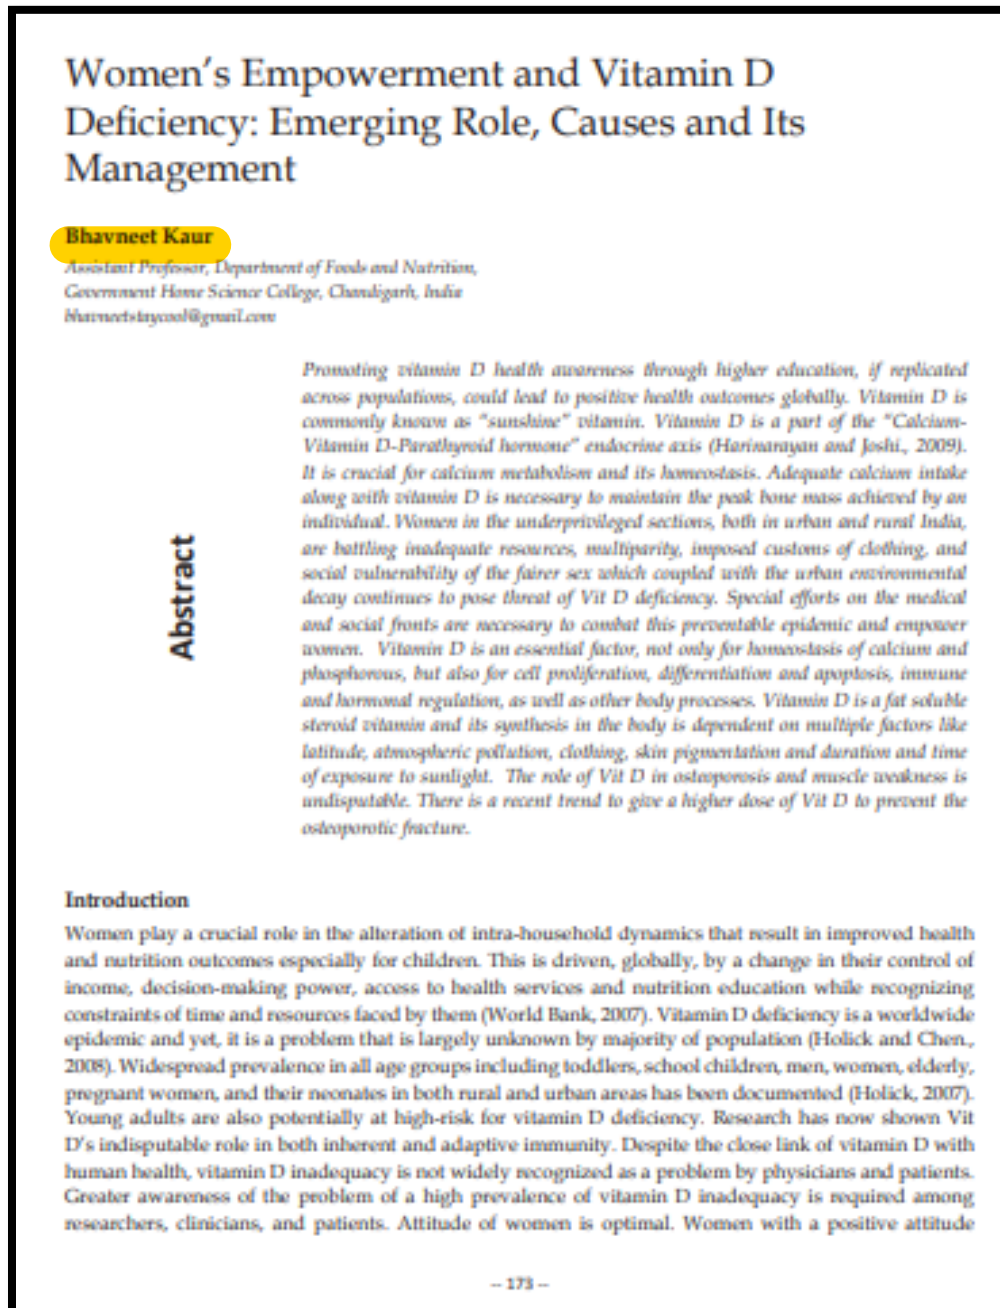 Women's Empowerment and Vitamin D
Deficiency: Emerging Role, Causes and Its
Management
Bhavneet Kaur
Assistant Professor, Department of Foods and Nutrition,
Government Home Science College, Chandigarh, India
bhavneetstaycool@gmail.com
Abstract
Promoting vitamin D health awareness through higher education, if replicated
across populations, could lead to positive health outcomes globally. Vitamin D is
commonly known as "sunshine" vitamin. Vitamin D is a part of the "Calcium-
Vitamin D-Parathyroid hormone" endocrine axis (Harinarayan and Joshi., 2009).
It is crucial for calcium metabolism and its homeostasis. Adequate calcium intake
along with vitamin D is necessary to maintain the peak bone mass achieved by an
individual. Women in the underprivileged sections, both in urban and rural India,
are battling inadequate resources, multiparity, imposed customs of clothing, and
social vulnerability of the fairer sex which coupled with the urban environmental
decay continues to pose threat of Vit D deficiency. Special efforts on the medical
and social fronts are necessary to combat this preventable epidemic and empower
women. Vitamin D is an essential factor, not only for homeostasis of calcium and
phosphorous, but also for cell proliferation, differentiation and apoptosis, immune
and hormonal regulation, as well as other body processes. Vitamin D is a fat soluble
steroid vitamin and its synthesis in the body is dependent on multiple factors like
latitude, atmospheric pollution, clothing, skin pigmentation and duration and time
of exposure to sunlight. The role of Vit D in osteoporosis and muscle weakness is
undisputable. There is a recent trend to give a higher dose of Vit D to prevent the
osteoporotic fracture.
Introduction
Women play a crucial role in the alteration of intra-household dynamics that result in improved health
and nutrition outcomes especially for children. This is driven, globally, by a change in their control of
income, decision-making power, access to health services and nutrition education while recognizing
constraints of time and resources faced by them (World Bank, 2007). Vitamin D deficiency is a worldwide
epidemic and yet, it is a problem that is largely unknown by majority of population (Holick and Chen.,
2008). Widespread prevalence in all age groups including toddlers, school children, men, women, elderly,
pregnant women, and their neonates in both rural and urban areas has been documented (Holick, 2007).
Young adults are also potentially at high-risk for vitamin D deficiency. Research has now shown Vit
D's indisputable role in both inherent and adaptive immunity. Despite the close link of vitamin D with
human health, vitamin D inadequacy is not widely recognized as a problem by physicians and patients.
Greater awareness of the problem of a high prevalence of vitamin D inadequacy is required among
researchers, clinicians, and patients. Attitude of women is optimal. Women with a positive attitude
-- 173 --